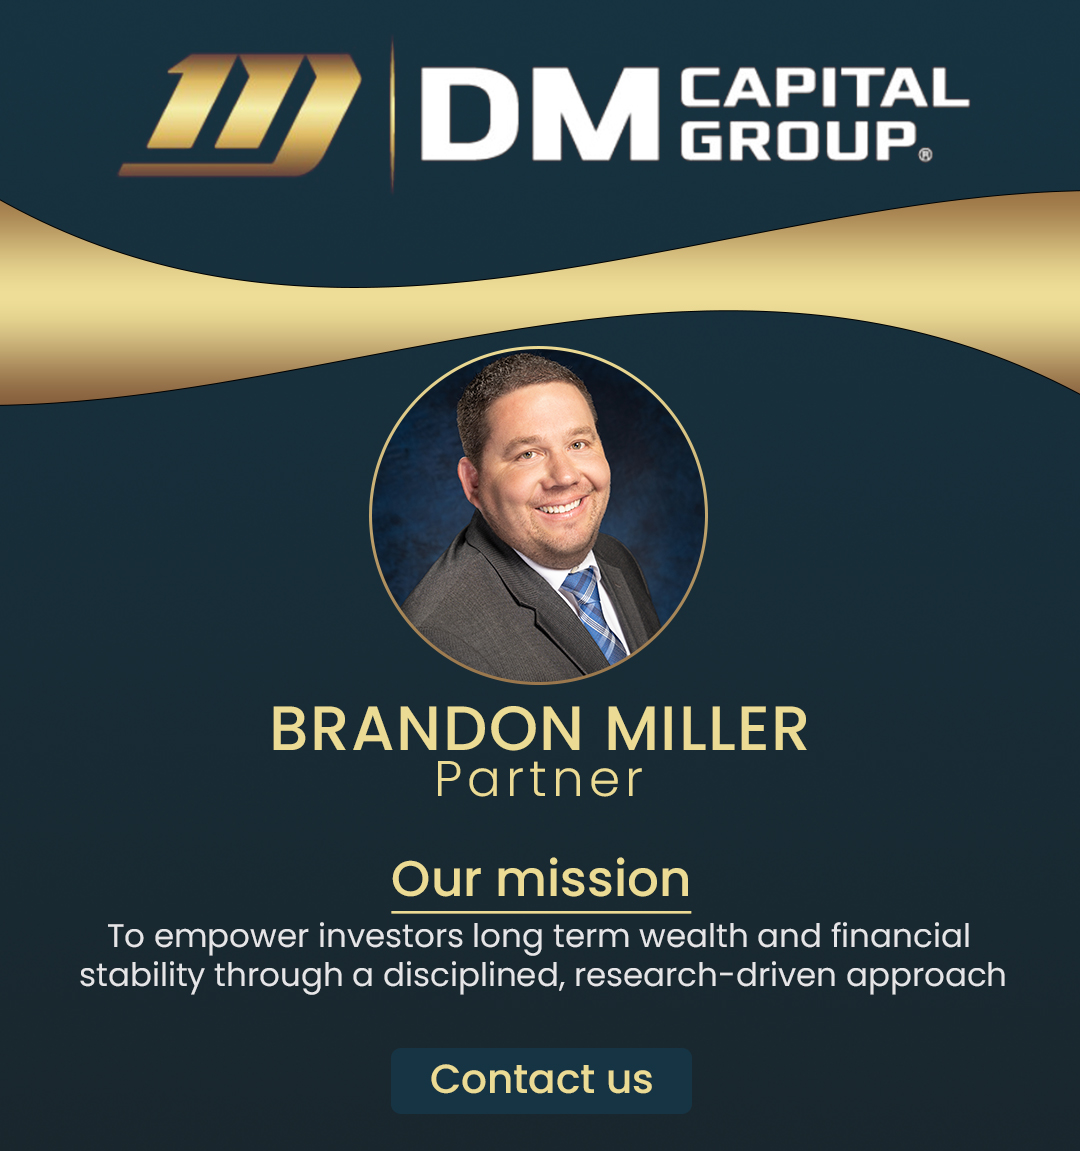 DM CAPITAL
GROUP®
BRANDON MILLER
Partner
Our mission
To empower investors long term wealth and financial
stability through a disciplined, research-driven approach
Contact us